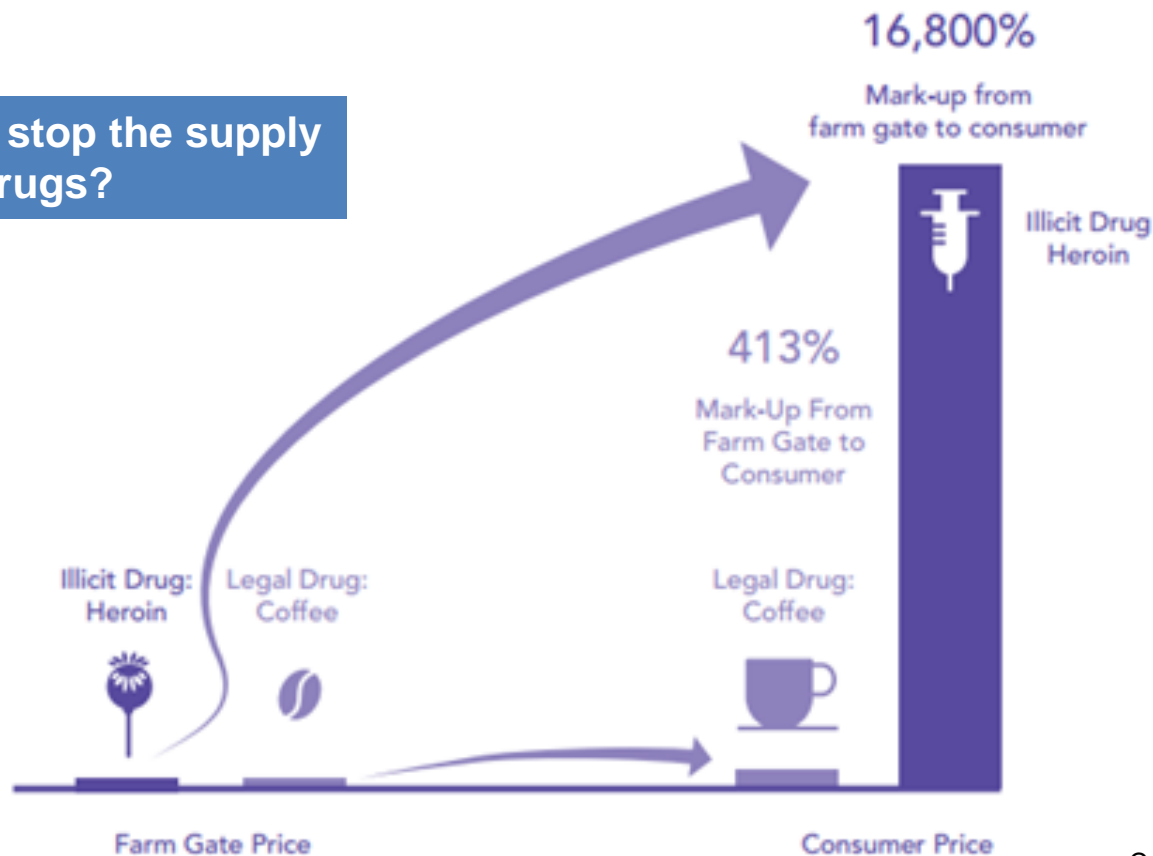 stop the supply
rugs?
16,800%
Mark-up from
farm gate to consumer
Illicit Drug
Heroin
413%
Mark-Up From
Farm Gate to
Consumer
Illicit Drug:
Heroin
Legal Drug:
Coffee
Legal Drug:
Coffee
Farm Gate Price
Consumer Price